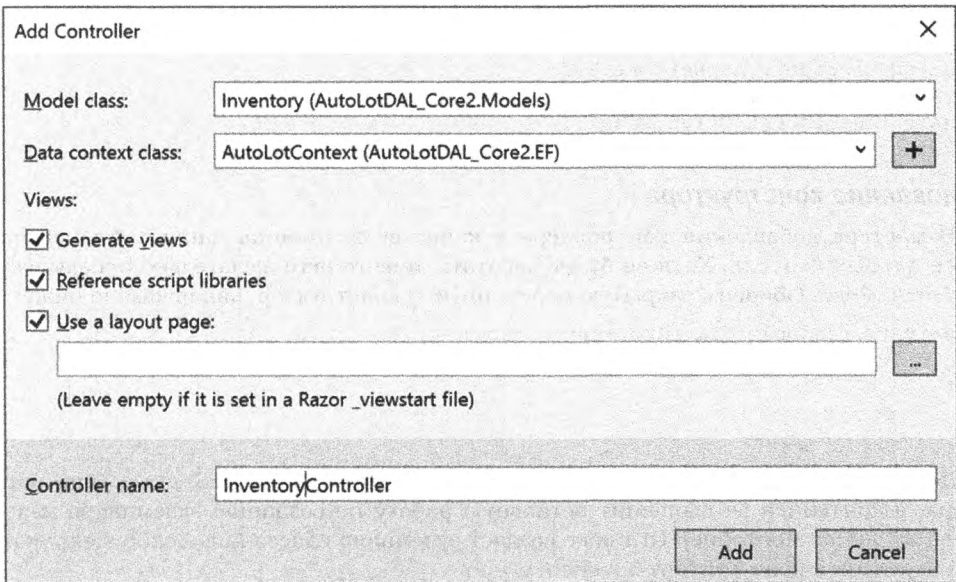 Add Controller
Model class: Inventory (AutoLotDAL_Core2.Models)
Data context class: AutoLotContext (AutoLotDAL_Core2.EF) +
Views:
Generate views
Reference script libraries
Use a layout page:
...
(Leave empty if it is set in a Razor _viewstart file)
Controller name: InventoryController
Add Cancel